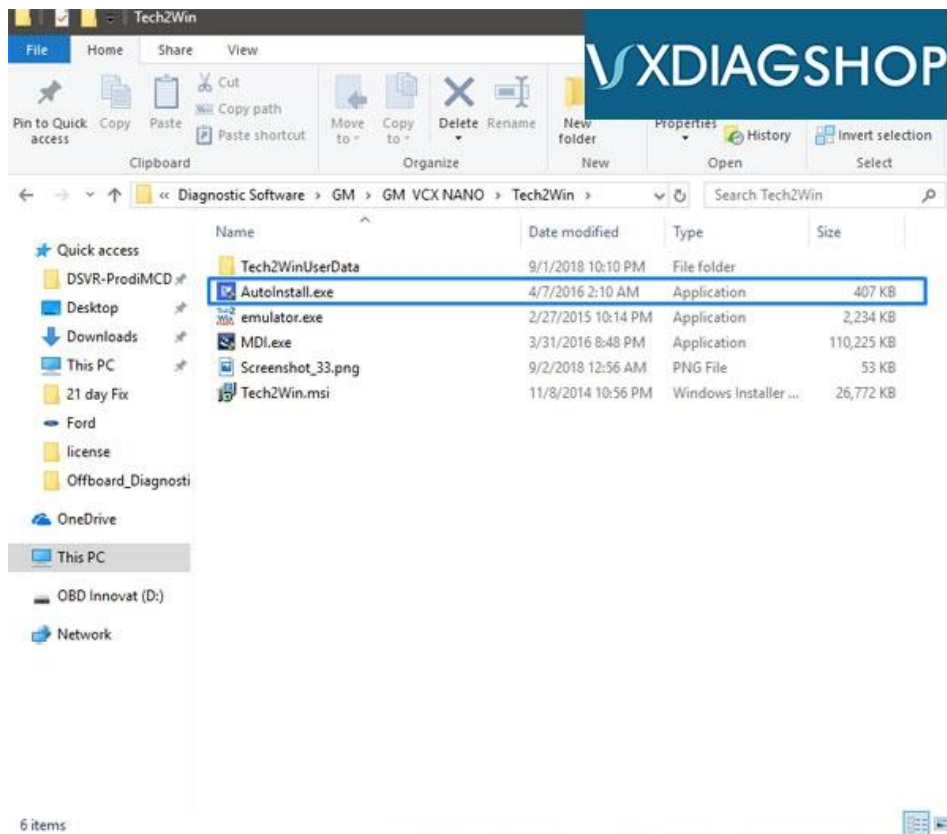 Tech2Win
File Home Share View
VXDIAGSHOP
Pin to Quick access
Copy
Paste
Cut
Copy path
Paste shortcut
Move to
Copy to
Delete
Rename
New folder
Properties
History
Invert selection
Clipboard Organize New Open Select
« Diagnostic Software > GM > GM VCX NANO > Tech2Win >
Search Tech2Win
Name Date modified Type Size
Quick access
DSVR-ProdiMCD
Desktop
Downloads
This PC
21 day Fix
Ford
license
Offboard_Diagnosti
OneDrive
This PC
OBD Innovat (D:)
Network
Tech2WinUserData 9/1/2018 10:10 PM File folder
AutoInstall.exe 4/7/2016 2:10 AM Application 407 KB
emulator.exe 2/27/2015 10:14 PM Application 2,234 KB
MDI.exe 3/31/2016 8:48 PM Application 110,225 KB
Screenshot_33.png 9/2/2018 12:56 AM PNG File 53 KB
Tech2Win.msi 11/8/2014 10:56 PM Windows Installer ... 26,772 KB
6 items